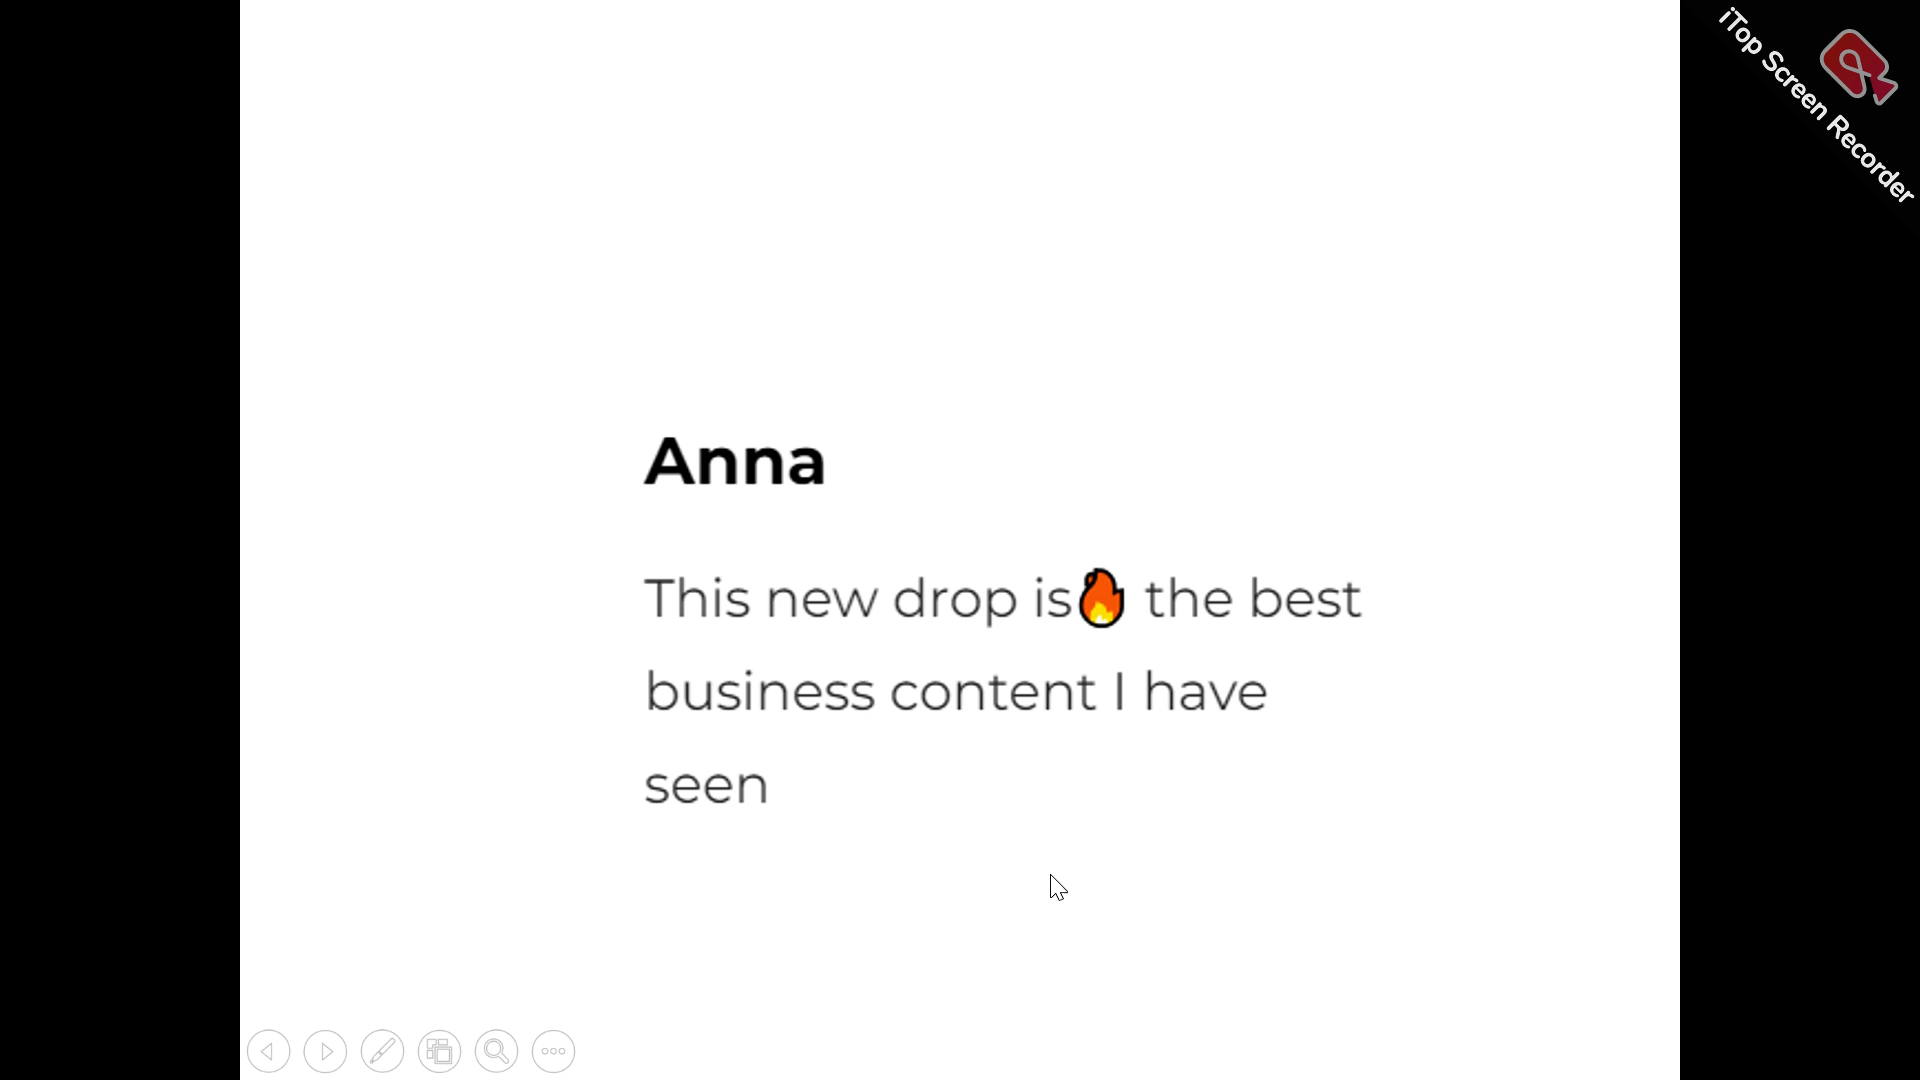 iTop Screen Recorder
Anna
This new drop is🔥 the best
business content I have
seen